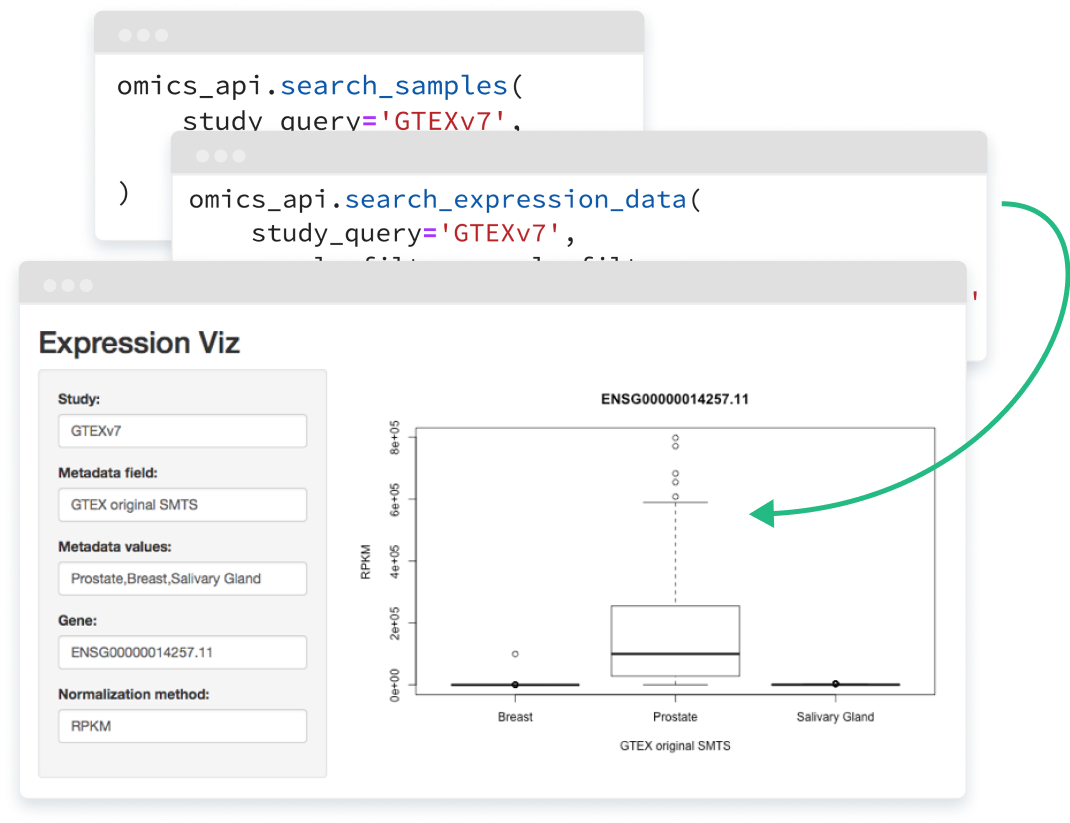 omics_api.search_samples(
study_query='GTEXv7',
)
omics_api.search_expression_data(
study_query='GTEXv7',
'
Expression Viz
Study:
GTEXv7
Metadata field:
GTEX original SMTS
Metadata values:
Prostate,Breast,Salivary Gland
Gene:
ENSG00000014257.11
Normalization method:
RPKM
ENSG00000014257.11
RPKM
8e+05
6e+05
4e+05
2e+05
0e+00
Breast
Prostate
Salivary Gland
GTEX original SMTS